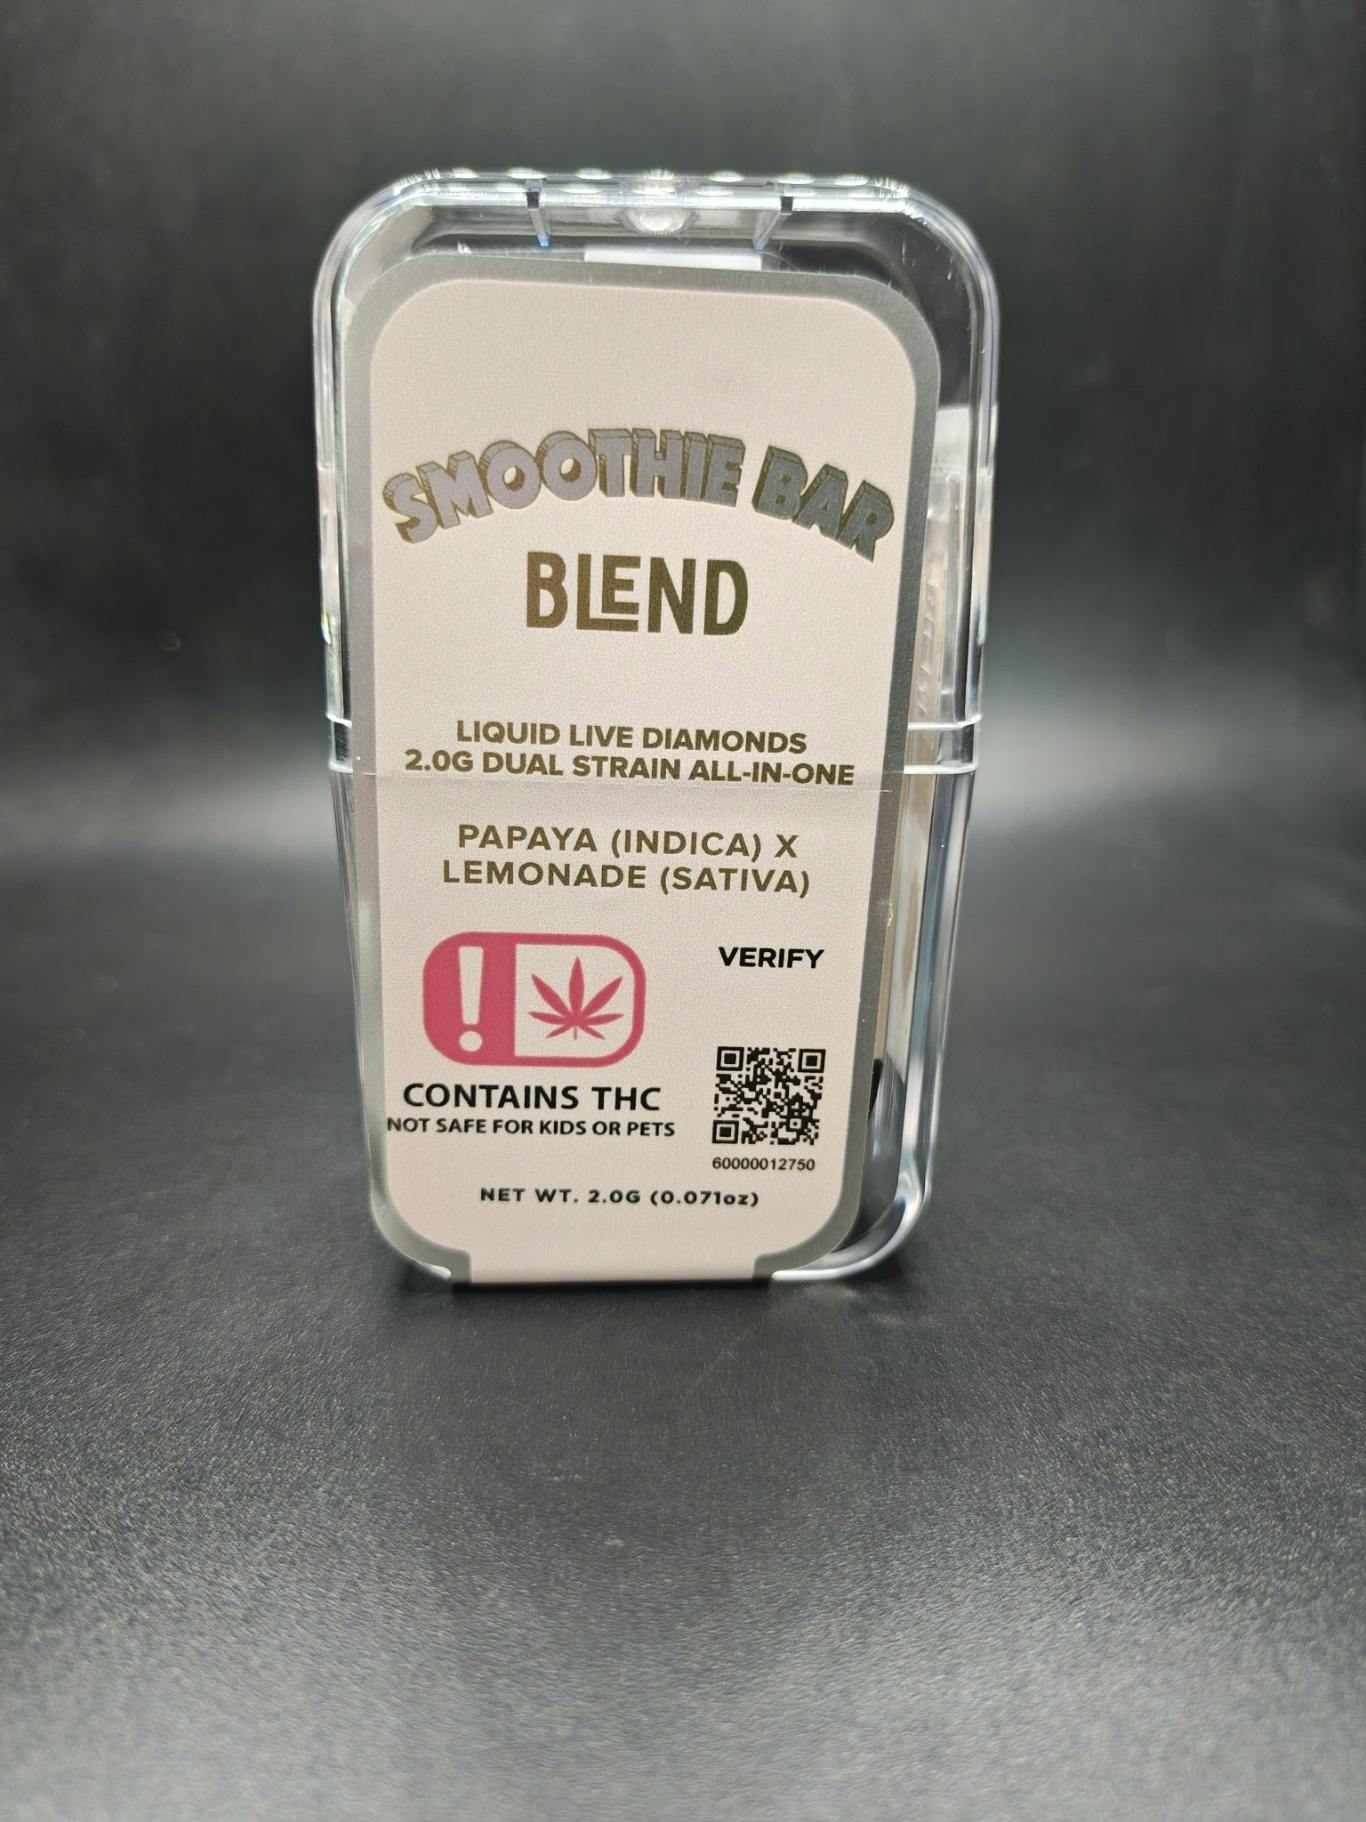 SMOOTHIE BAR
BLEND
LIQUID LIVE DIAMONDS
2.0G DUAL STRAIN ALL-IN-ONE
PAPAYA (INDICA) X
LEMONADE (SATIVA)
VERIFY
CONTAINS THC
NOT SAFE FOR KIDS OR PETS
60000012750
NET WT. 2.0G (0.071oz)